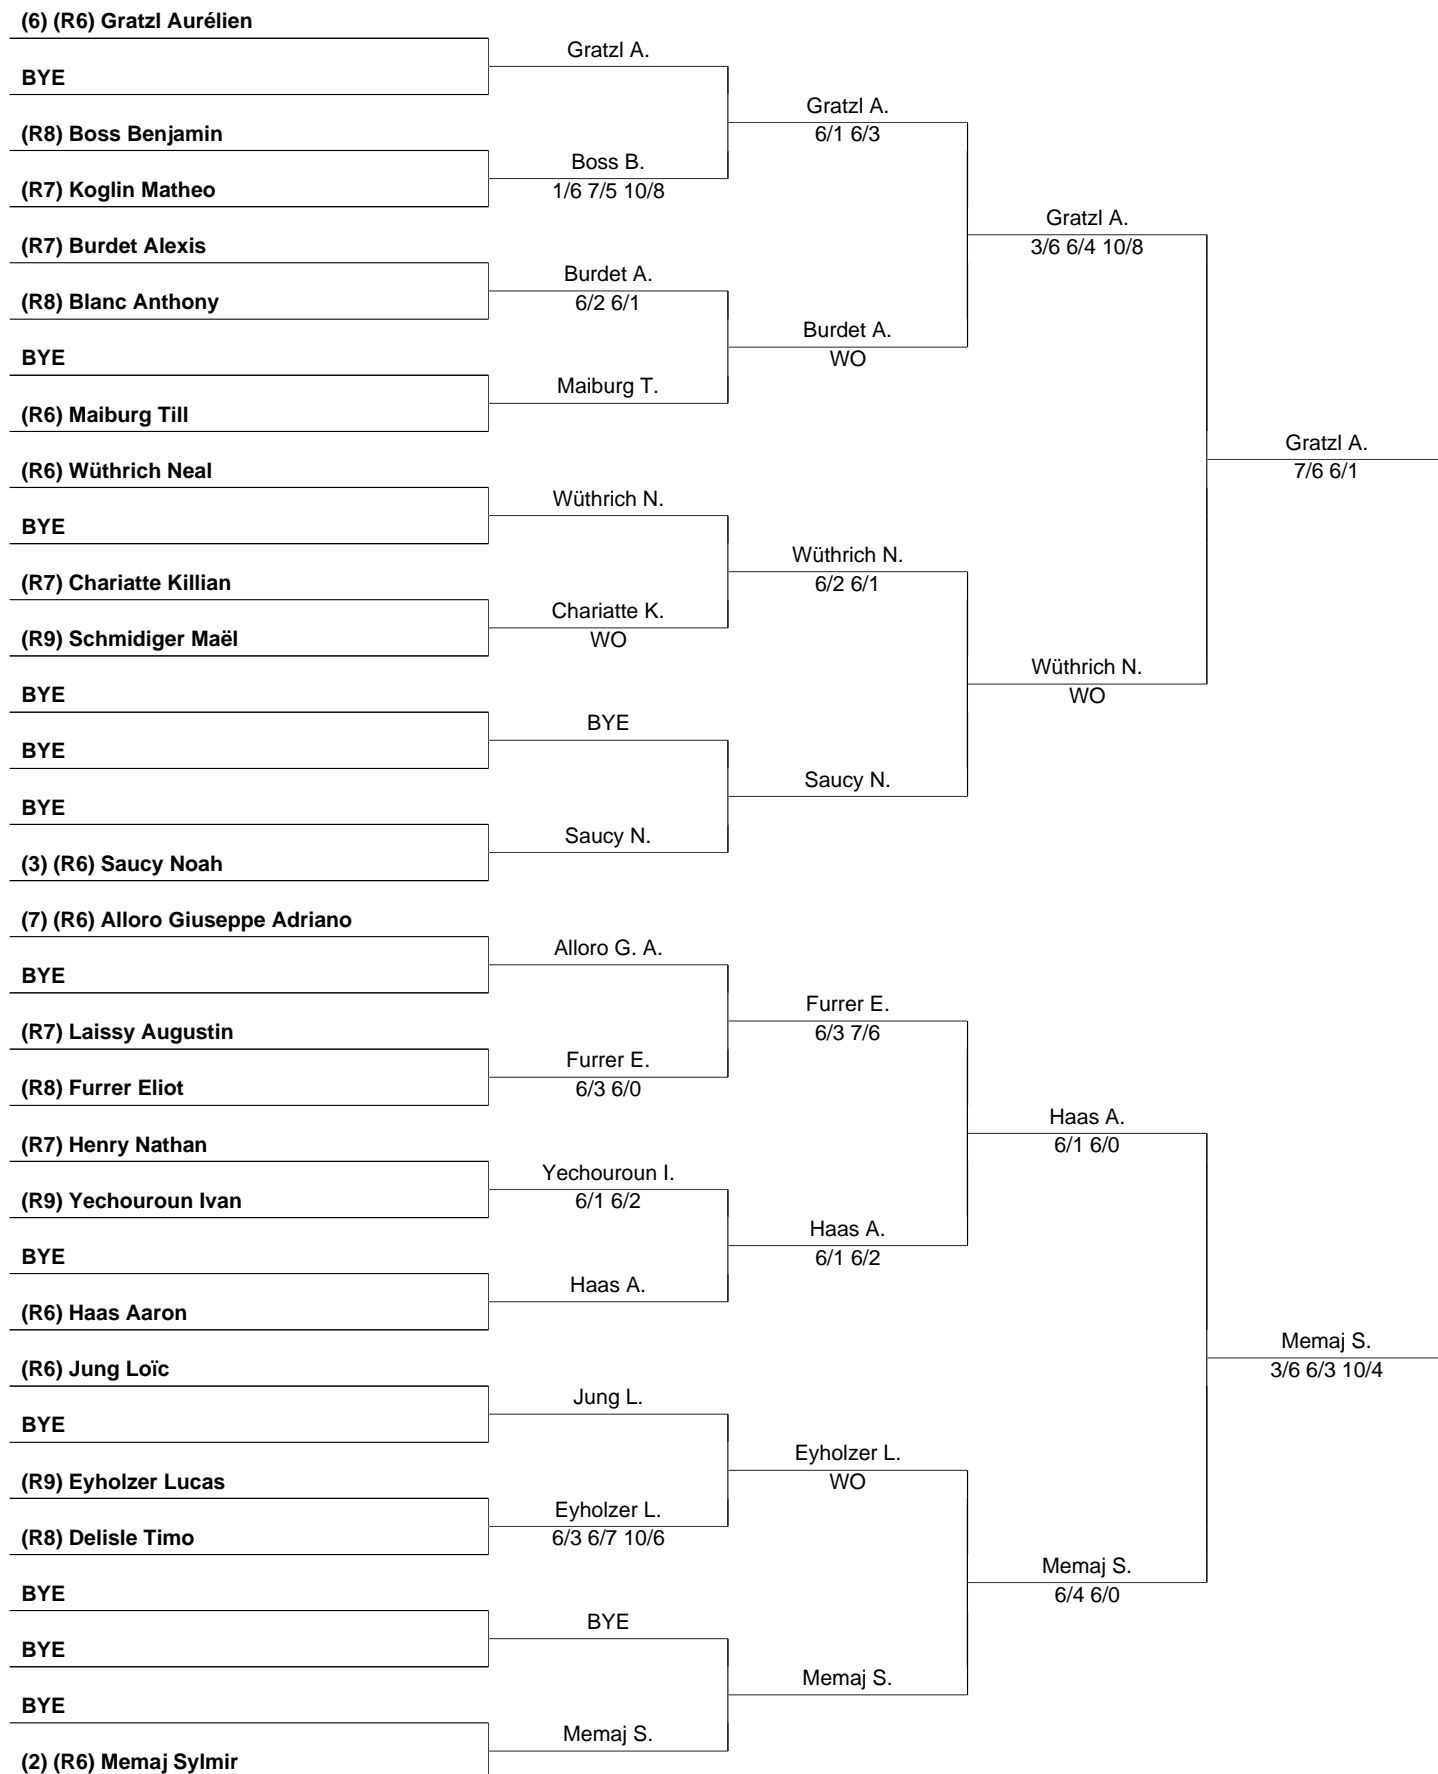 (6) (R6) Gratzl Aurélien
Gratzl A.
BYE
Gratzl A.
(R8) Boss Benjamin
6/1 6/3
Boss B.
(R7) Koglin Matheo
1/6 7/5 10/8
Gratzl A.
(R7) Burdet Alexis
3/6 6/4 10/8
Burdet A.
(R8) Blanc Anthony
6/2 6/1
Burdet A.
BYE
WO
Maiburg T.
(R6) Maiburg Till
Gratzl A.
(R6) Wüthrich Neal
7/6 6/1
Wüthrich N.
BYE
Wüthrich N.
(R7) Chariatte Killian
6/2 6/1
Chariatte K.
(R9) Schmidiger Maël
WO
Wüthrich N.
BYE
WO
BYE
BYE
Saucy N.
BYE
Saucy N.
(3) (R6) Saucy Noah
(7) (R6) Alloro Giuseppe Adriano
Alloro G. A.
BYE
Furrer E.
(R7) Laissy Augustin
6/3 7/6
Furrer E.
(R8) Furrer Eliot
6/3 6/0
Haas A.
(R7) Henry Nathan
6/1 6/0
Yechouroun I.
(R9) Yechouroun Ivan
6/1 6/2
Haas A.
BYE
6/1 6/2
Haas A.
(R6) Haas Aaron
Memaj S.
(R6) Jung Loïc
3/6 6/3 10/4
Jung L.
BYE
Eyholzer L.
(R9) Eyholzer Lucas
WO
Eyholzer L.
(R8) Delisle Timo
6/3 6/7 10/6
Memaj S.
BYE
6/4 6/0
BYE
BYE
Memaj S.
BYE
Memaj S.
(2) (R6) Memaj Sylmir